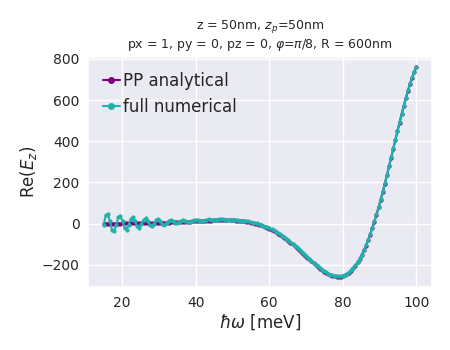 z = 50nm, zₚ=50nm
px = 1, py = 0, pz = 0, φ=π/8, R = 600nm
800
PP analytical
full numerical
600
400
200
0
−200
Re(E_z)
20
40
60
80
100
ℏω [meV]